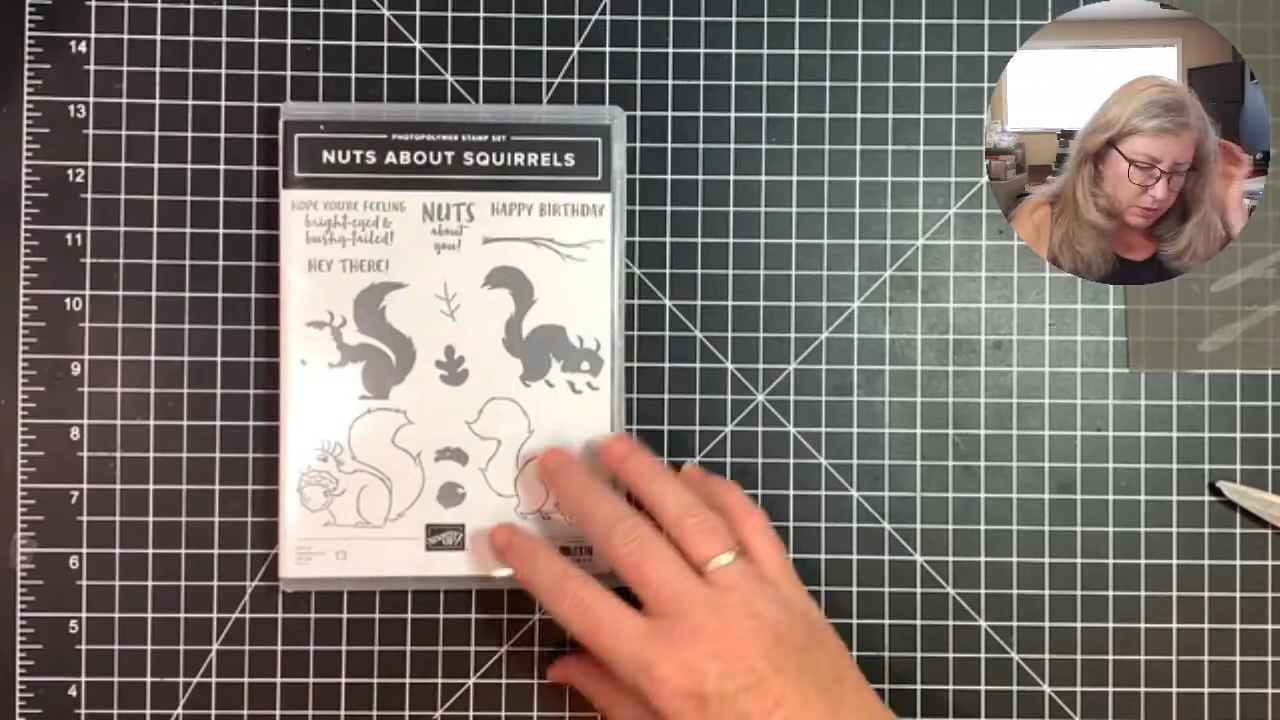 14
13
12
11
10
9
8
7
6
5
4
PHOTOPOLYMER STAMP SET
NUTS ABOUT SQUIRRELS
HOPE YOU'RE FEELING
bright-eyed &
bushy-tailed!
NUTS
about
you!
HAPPY BIRTHDAY
HEY THERE!
13